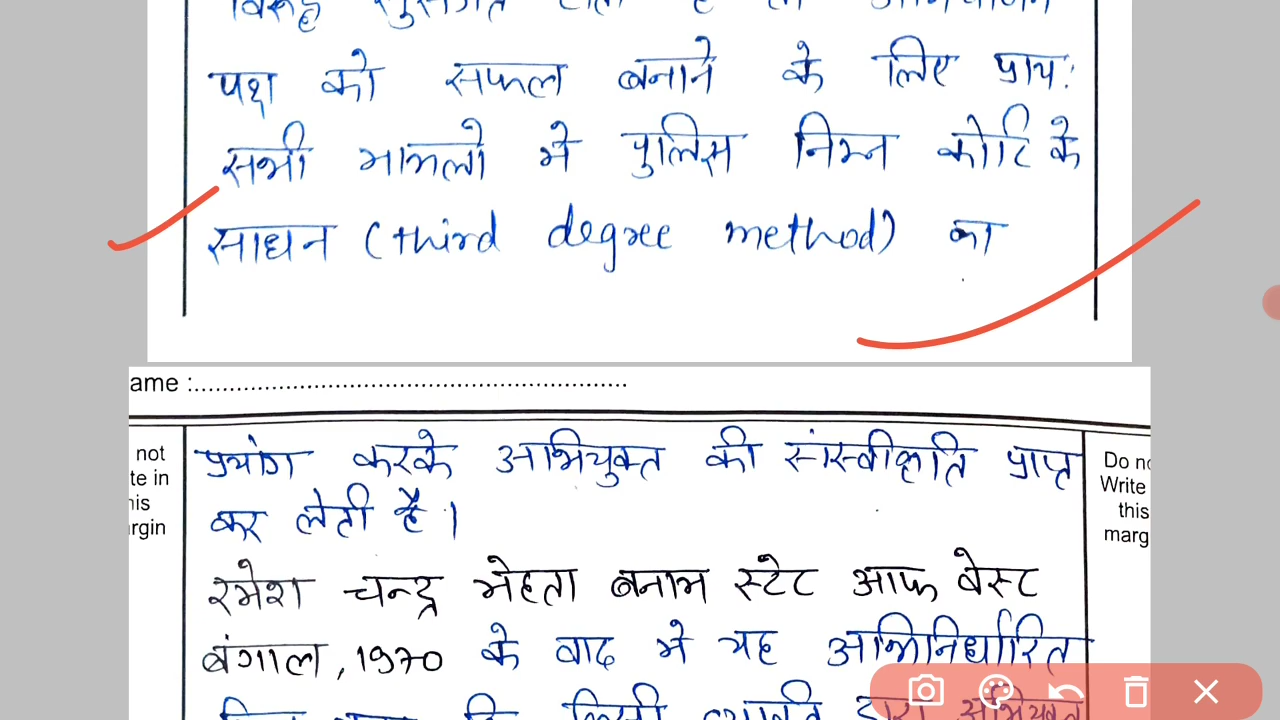 पक्ष को सफल बनाने के लिए प्राय:
सभी मामलो मे पुलिस निम्न कोटि के
साधन (third degree method) का
ame :
not
te in
his
rgin
प्रयोग करके अभियुक्त की संस्वीकृति प्राप्त
कर लेती है।
Do no
Write
this
marg
रमेश चन्द्र मेहता बनाम स्टेट आफ वेस्ट
बंगाल, 1970 के वाद मे यह अभिनिर्धारित